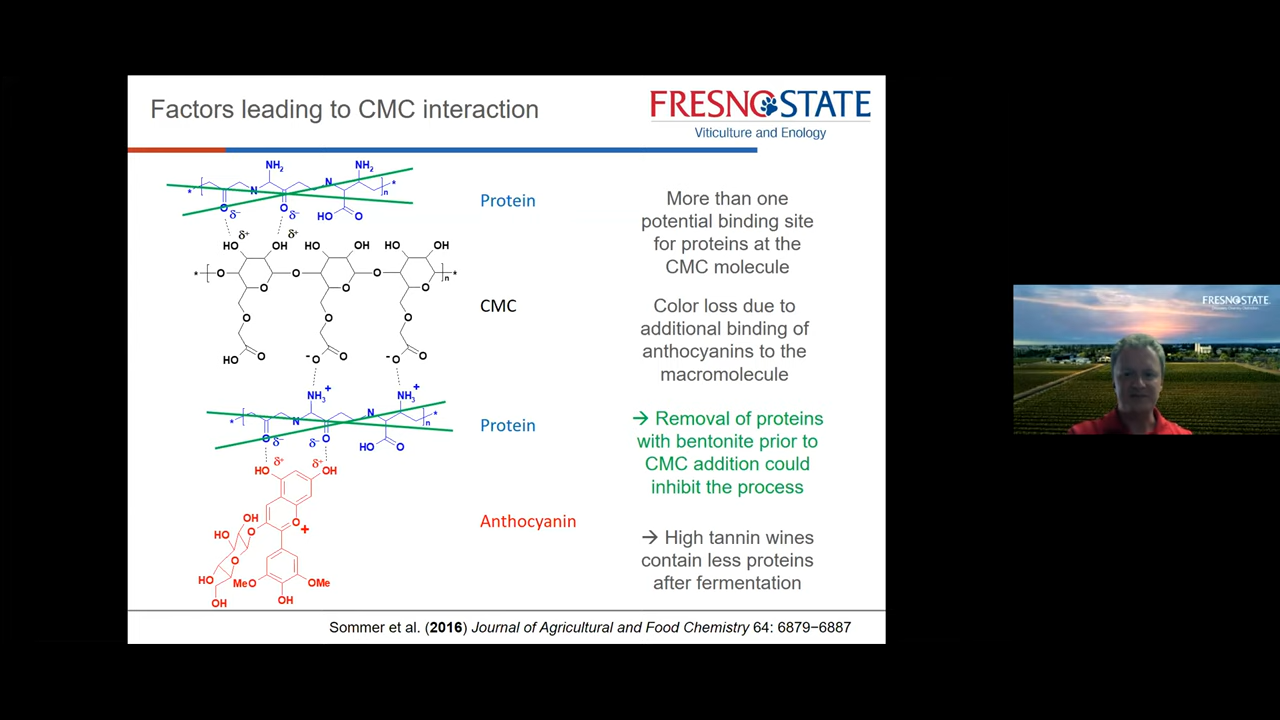 Factors leading to CMC interaction
FRESNO STATE
Viticulture and Enology
NH2
NH2
*
N
N
n
*
O
δ-
O
δ-
HO
O
Protein
δ+
δ+
HO
OH
HO
OH
HO
OH
*
O
O
O
n
*
O
O
O
O
O
O
CMC
HO
O
-O
O
-O
O
NH3+
NH3+
*
N
N
n
*
O
δ-
δ-
O
HO
O
Protein
HO
δ+
δ+
OH
O
+
OH
HO
O
O
HO
OH
MeO
OMe
OH
Anthocyanin
More than one
potential binding site
for proteins at the
CMC molecule
Color loss due to
additional binding of
anthocyanins to the
macromolecule
→ Removal of proteins
with bentonite prior to
CMC addition could
inhibit the process
→ High tannin wines
contain less proteins
after fermentation
Sommer et al. (2016) Journal of Agricultural and Food Chemistry 64: 6879−6887
FRESNO STATE